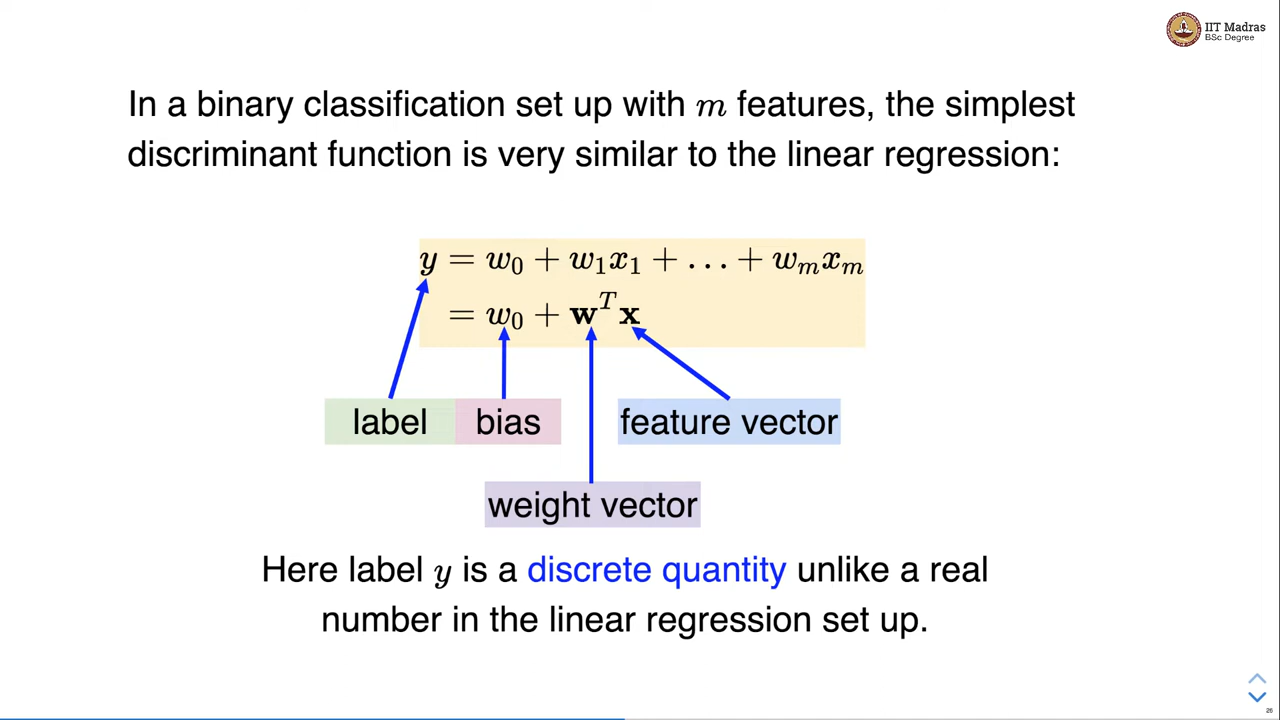 IIT Madras
BSc Degree
In a binary classification set up with m features, the simplest
discriminant function is very similar to the linear regression:
y = w₀ + w₁x₁ + … + wₘxₘ
= w₀ + wᵀx
label bias feature vector
weight vector
Here label y is a discrete quantity unlike a real
number in the linear regression set up.
26